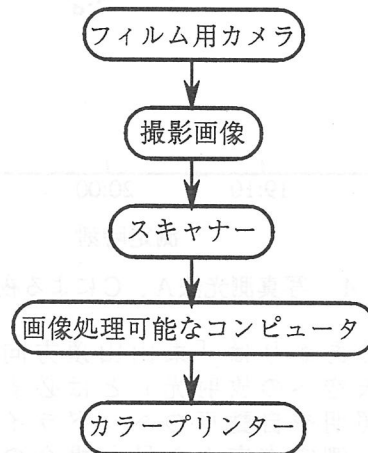 フィルム用カメラ
撮影画像
スキャナー
画像処理可能なコンピュータ
カラープリンター